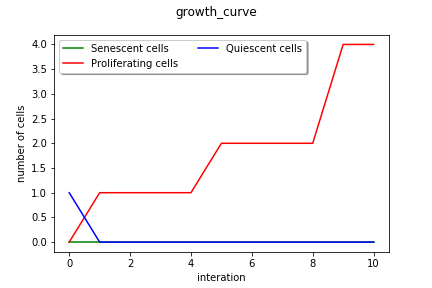 growth_curve
Senescent cells
Proliferating cells
Quiescent cells
number of cells
4.0
3.5
3.0
2.5
2.0
1.5
1.0
0.5
0.0
0 2 4 6 8 10
interation